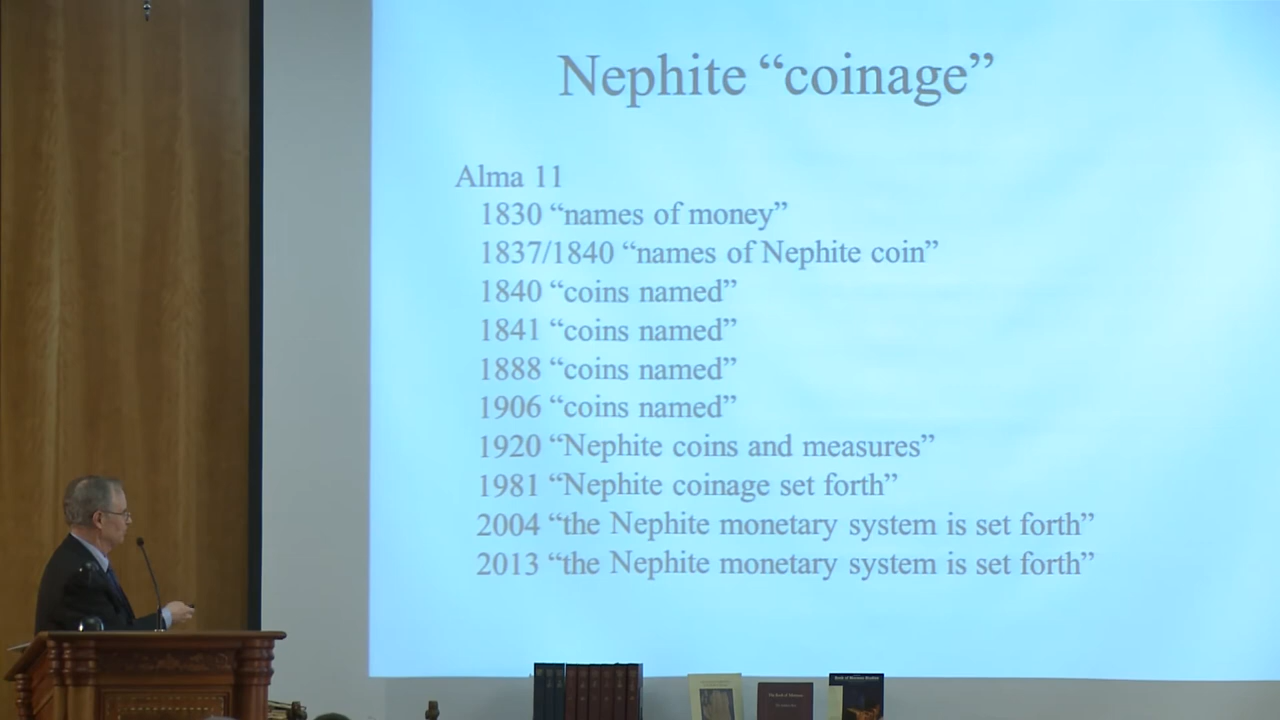 Nephite “coinage”
Alma 11
1830 “names of money”
1837/1840 “names of Nephite coin”
1840 “coins named”
1841 “coins named”
1888 “coins named”
1906 “coins named”
1920 “Nephite coins and measures”
1981 “Nephite coinage set forth”
2004 “the Nephite monetary system is set forth”
2013 “the Nephite monetary system is set forth”